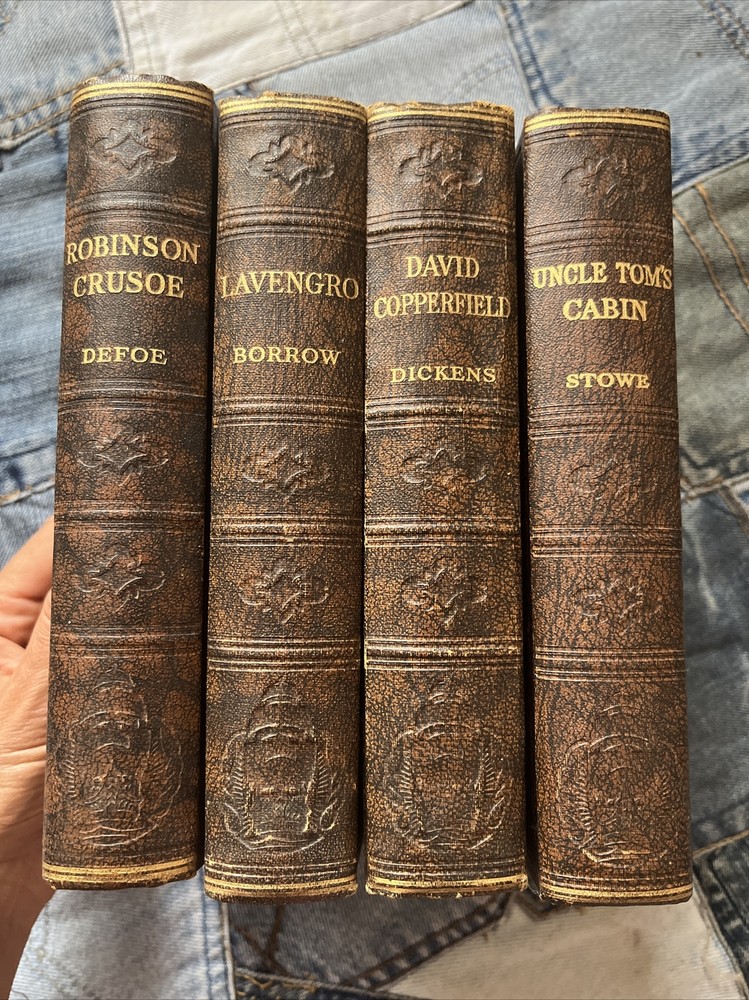 ROBINSON
CRUSOE
DEFOE
LAVENGRO
BORROW
DAVID
COPPERFIELD
DICKENS
UNCLE TOM'S
CABIN
STOWE